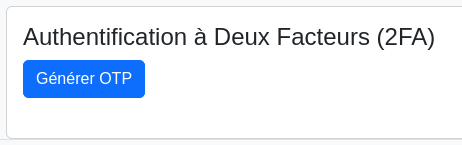 Authentification à Deux Facteurs (2FA)
Générer OTP